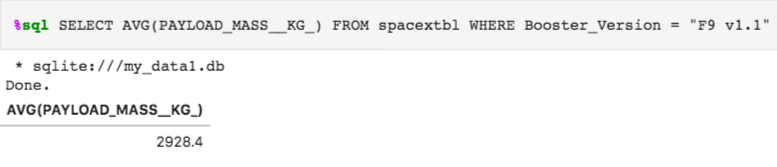 %sql SELECT AVG(PAYLOAD_MASS__KG_) FROM spacextbl WHERE Booster_Version = "F9 v1.1"
* sqlite:///my_data1.db
Done.
AVG(PAYLOAD_MASS__KG_)
2928.4